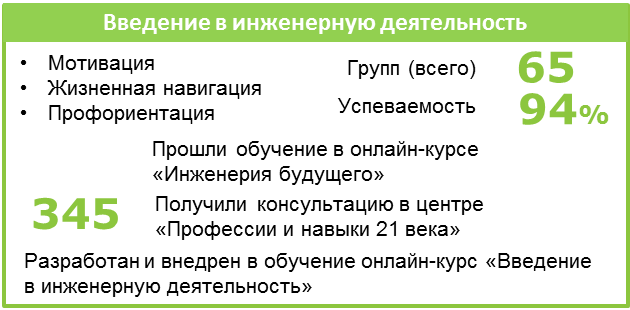 Введение в инженерную деятельность
• Мотивация
• Жизненная навигация
• Профориентация
Групп (всего) 65
Успеваемость 94%
Прошли обучение в онлайн-курсе
«Инженерия будущего»
345
Получили консультацию в центре
«Профессии и навыки 21 века»
Разработан и внедрен в обучение онлайн-курс «Введение
в инженерную деятельность»